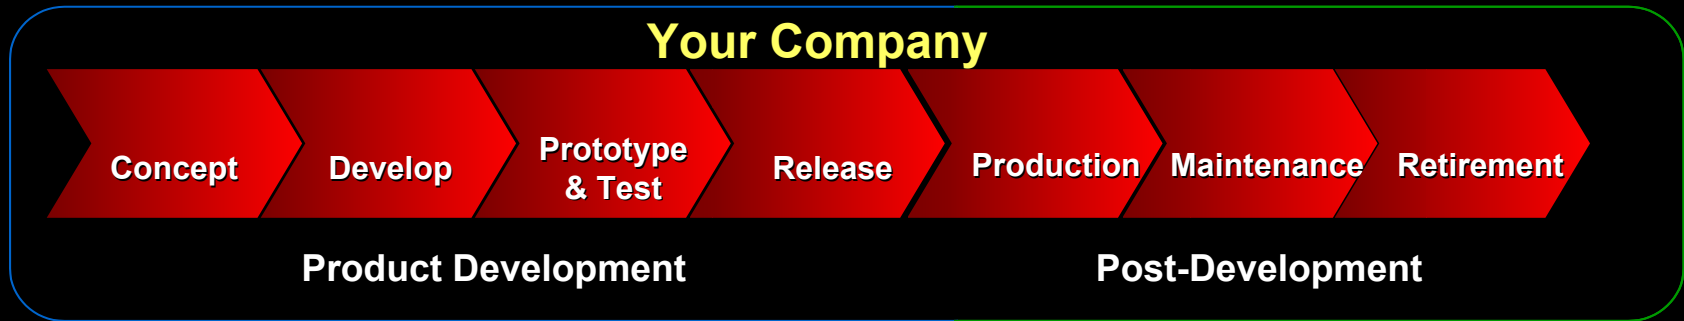 Your Company
Concept
Develop
Prototype
& Test
Release
Production
Maintenance
Retirement
Product Development
Post-Development